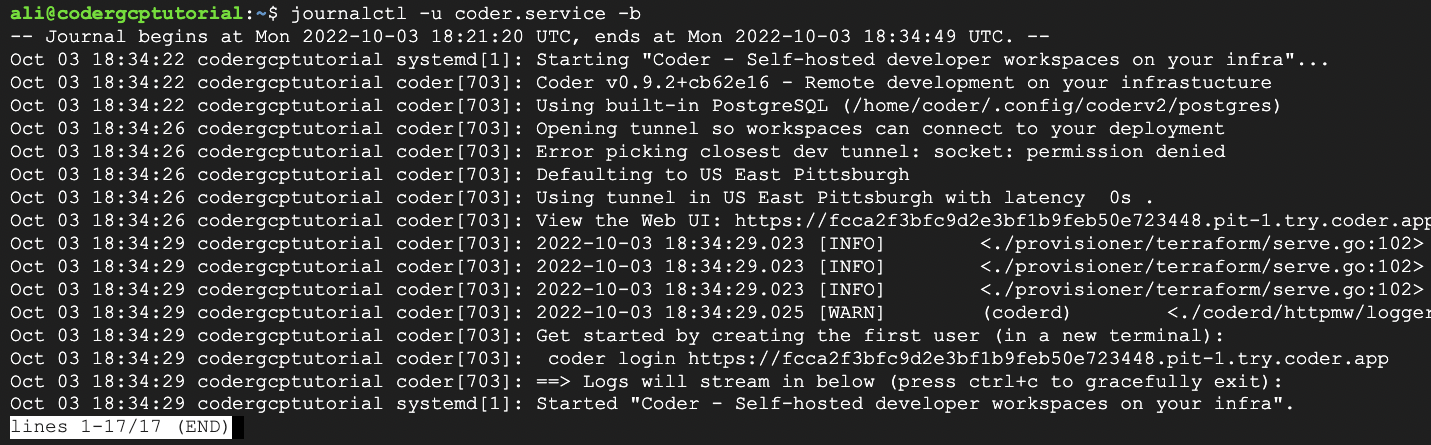 ali@codergcptutorial:~$ journalctl -u coder.service -b
-- Journal begins at Mon 2022-10-03 18:21:20 UTC, ends at Mon 2022-10-03 18:34:49 UTC. --
Oct 03 18:34:22 codergcptutorial systemd[1]: Starting "Coder - Self-hosted developer workspaces on your infra"...
Oct 03 18:34:22 codergcptutorial coder[703]: Coder v0.9.2+cb62e16 - Remote development on your infrastucture
Oct 03 18:34:22 codergcptutorial coder[703]: Using built-in PostgreSQL (/home/coder/.config/coderv2/postgres)
Oct 03 18:34:26 codergcptutorial coder[703]: Opening tunnel so workspaces can connect to your deployment
Oct 03 18:34:26 codergcptutorial coder[703]: Error picking closest dev tunnel: socket: permission denied
Oct 03 18:34:26 codergcptutorial coder[703]: Defaulting to US East Pittsburgh
Oct 03 18:34:26 codergcptutorial coder[703]: Using tunnel in US East Pittsburgh with latency  0s .
Oct 03 18:34:26 codergcptutorial coder[703]: View the Web UI: https://fcca2f3bfc9d2e3bf1b9feb50e723448.pit-1.try.coder.app
Oct 03 18:34:29 codergcptutorial coder[703]: 2022-10-03 18:34:29.023 [INFO]        <./provisioner/terraform/serve.go:102>
Oct 03 18:34:29 codergcptutorial coder[703]: 2022-10-03 18:34:29.023 [INFO]        <./provisioner/terraform/serve.go:102>
Oct 03 18:34:29 codergcptutorial coder[703]: 2022-10-03 18:34:29.023 [INFO]        <./provisioner/terraform/serve.go:102>
Oct 03 18:34:29 codergcptutorial coder[703]: 2022-10-03 18:34:29.025 [WARN]        (coderd)        <./coderd/httpmw/logger
Oct 03 18:34:29 codergcptutorial coder[703]: Get started by creating the first user (in a new terminal):
Oct 03 18:34:29 codergcptutorial coder[703]:  coder login https://fcca2f3bfc9d2e3bf1b9feb50e723448.pit-1.try.coder.app
Oct 03 18:34:29 codergcptutorial coder[703]: ==> Logs will stream in below (press ctrl+c to gracefully exit):
Oct 03 18:34:29 codergcptutorial systemd[1]: Started "Coder - Self-hosted developer workspaces on your infra".
lines 1-17/17 (END)